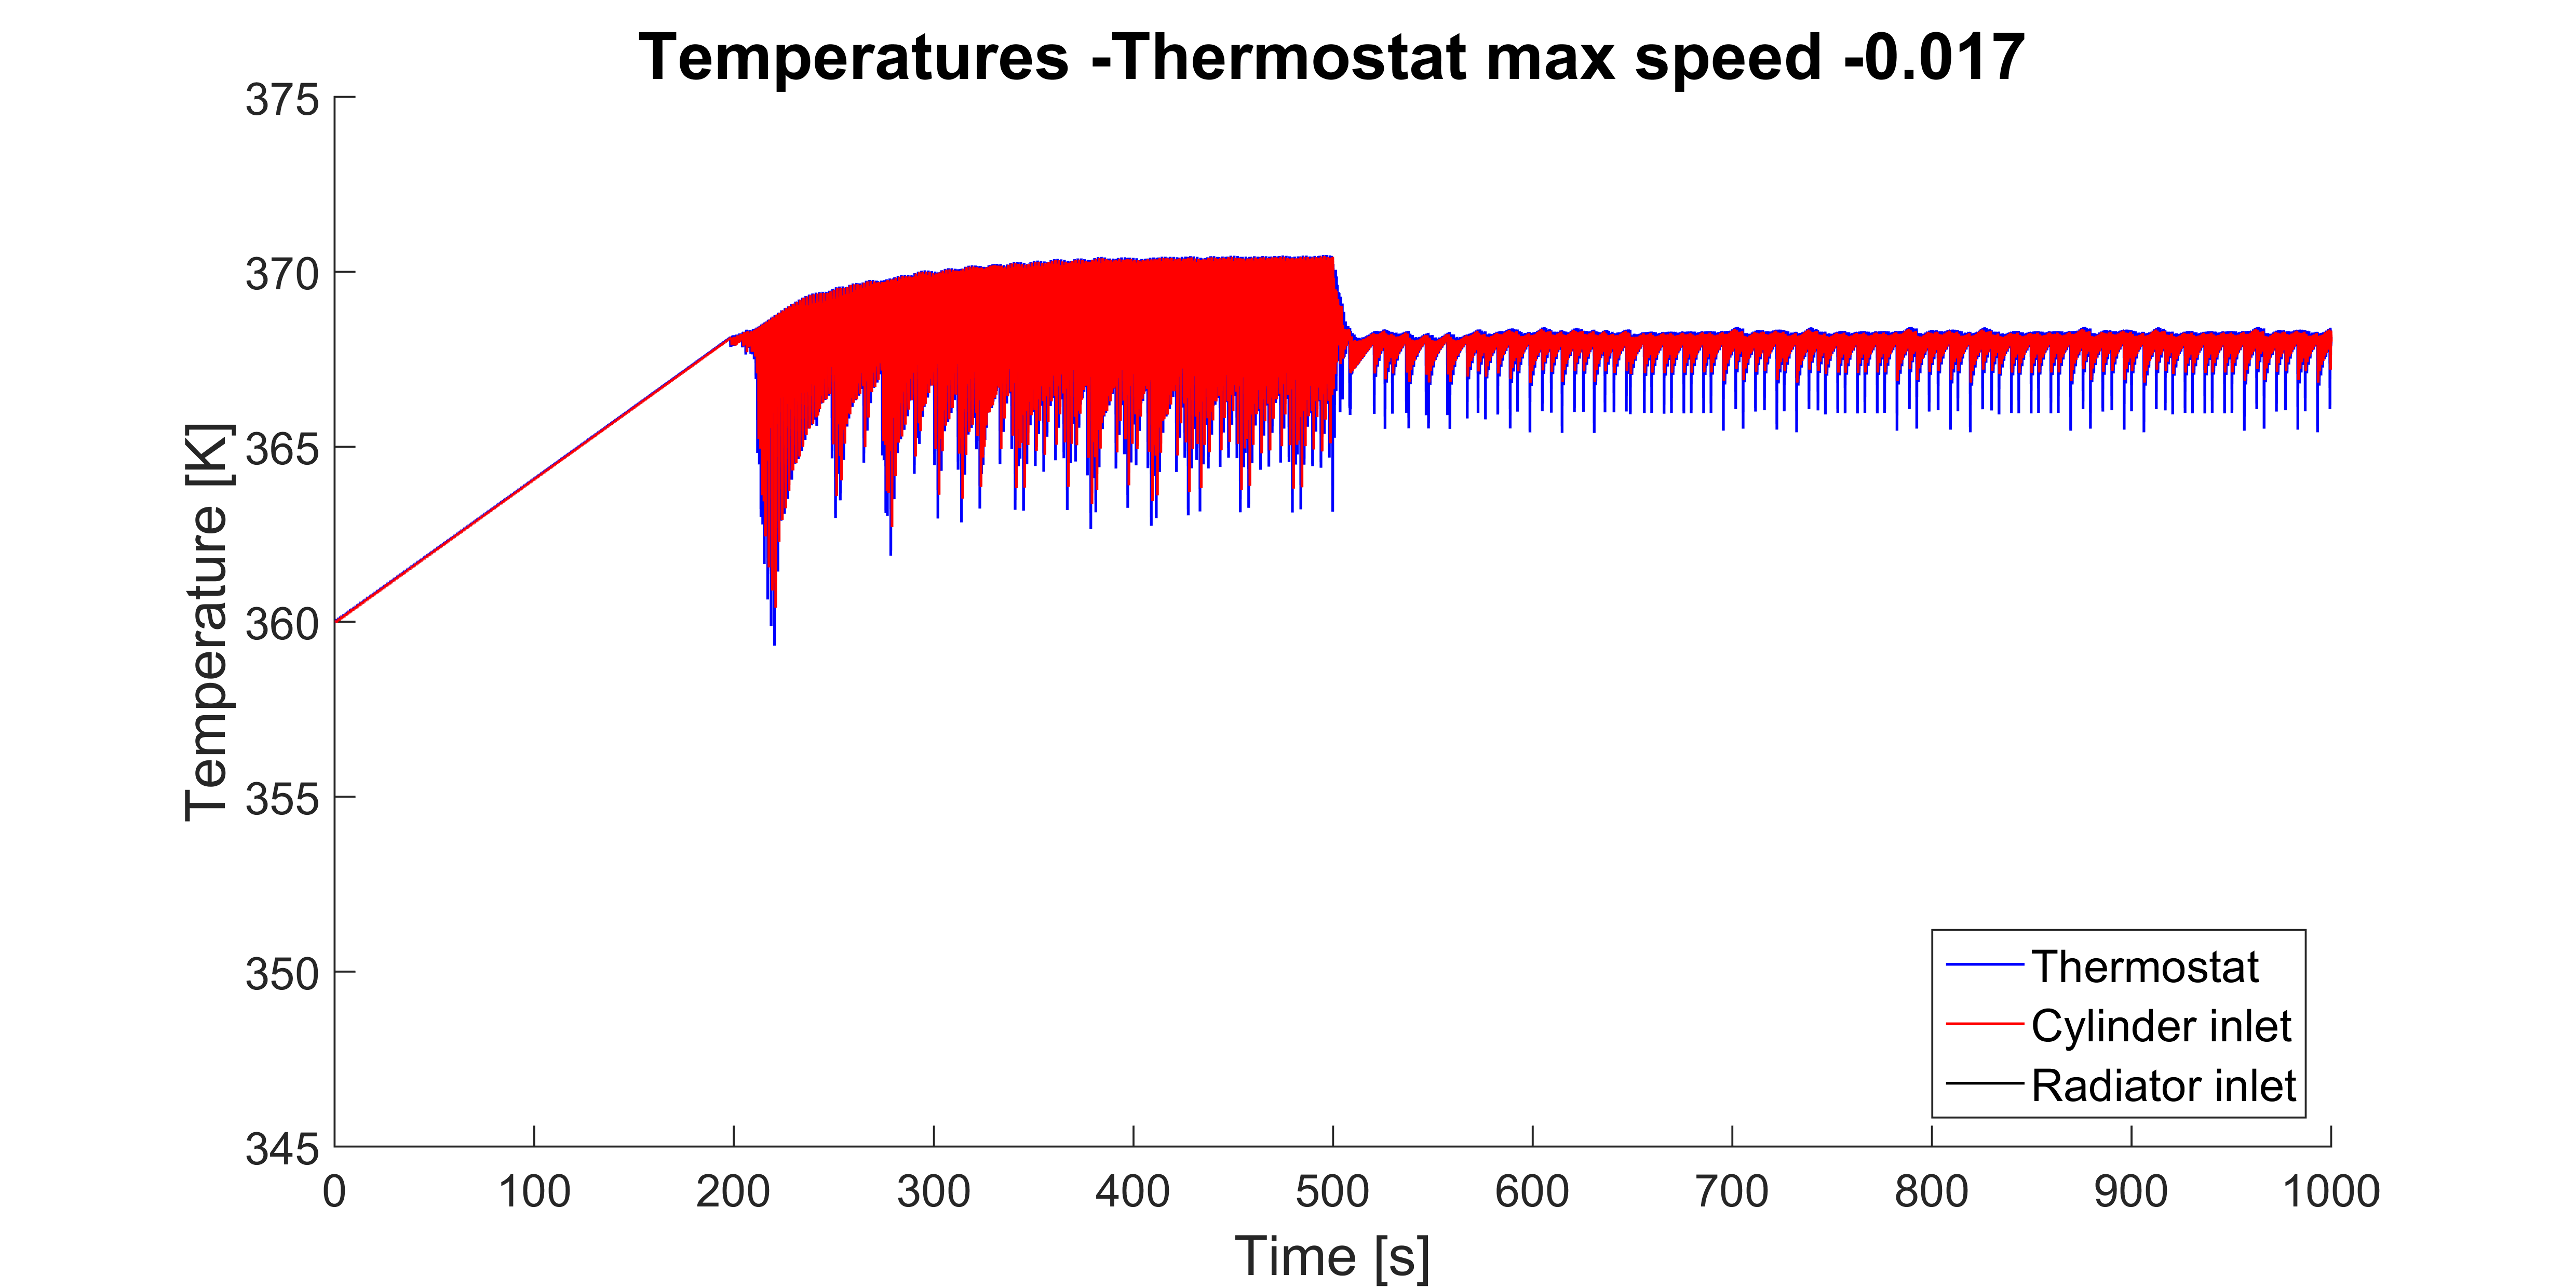 Temperatures -Thermostat max speed -0.017
375
370
365
360
355
350
345
Temperature [K]
Thermostat
Cylinder inlet
Radiator inlet
0 100 200 300 400 500 600 700 800 900 1000
Time [s]